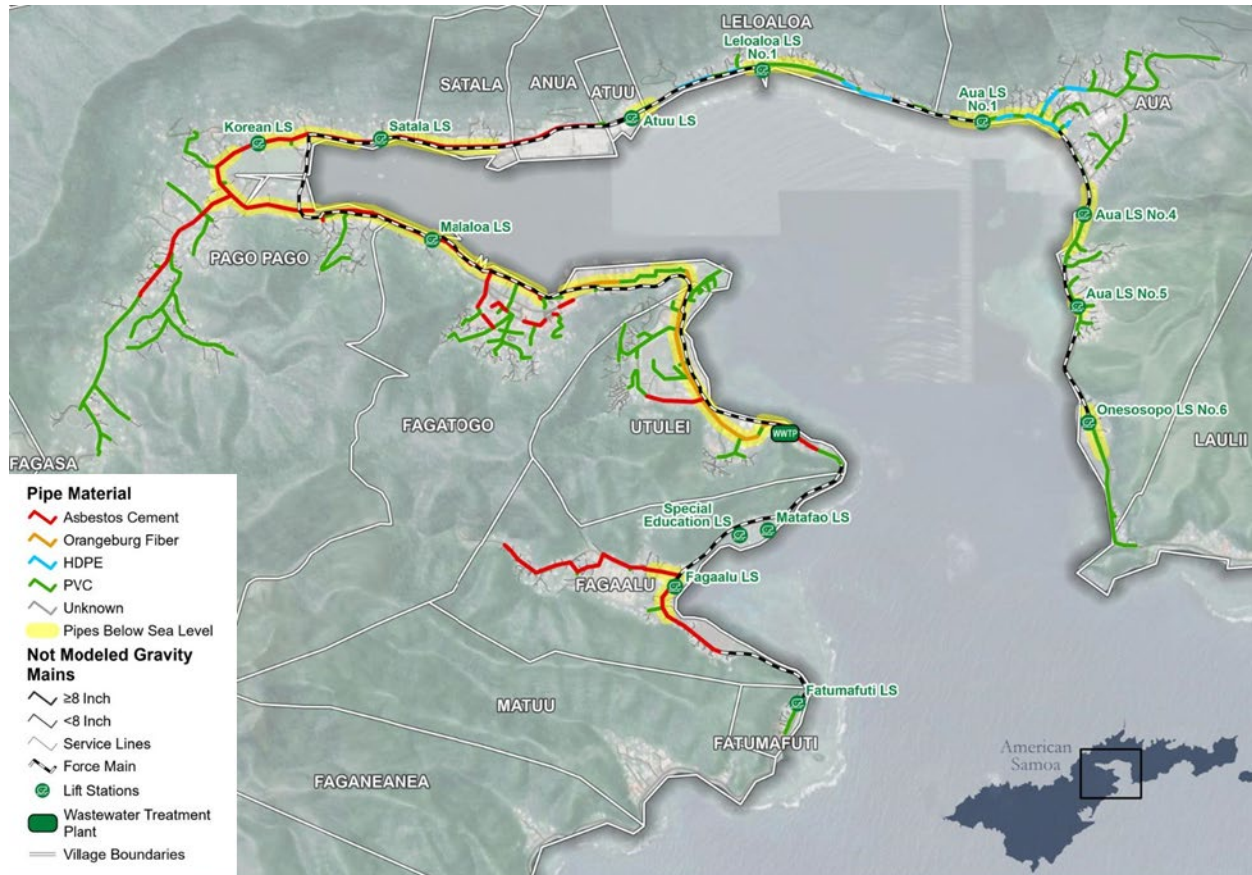 LELOALOA
Leloaloa LS
No.1
SATALA
ANUA
ATUU
Aua LS
No.1
AUA
Korean LS
Satala LS
Atuu LS
Aua LS No.4
Malaloa LS
PAGO PAGO
Aua LS No.5
Onesosopo LS No.6
FAGATOGO
UTULEI
WWTP
LAULII
FAGASA
Special
Education LS
Matafao LS
FAGAALU
Fagaalu LS
MATUU
Fatumafuti LS
FATUMAFUTI
FAGANEANEA
Pipe Material
Asbestos Cement
Orangeburg Fiber
HDPE
PVC
Unknown
Pipes Below Sea Level
Not Modeled Gravity
Mains
≥8 Inch
<8 Inch
Service Lines
Force Main
Lift Stations
Wastewater Treatment
Plant
Village Boundaries
American
Samoa